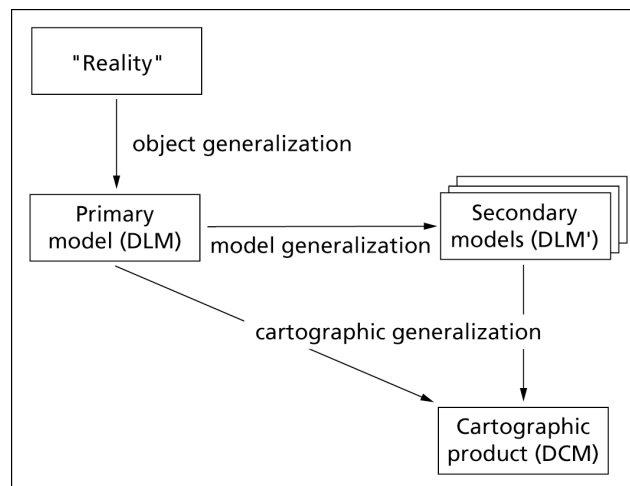 "Reality"
object generalization
Primary
model (DLM)
model generalization
Secondary
models (DLM')
cartographic generalization
Cartographic
product (DCM)